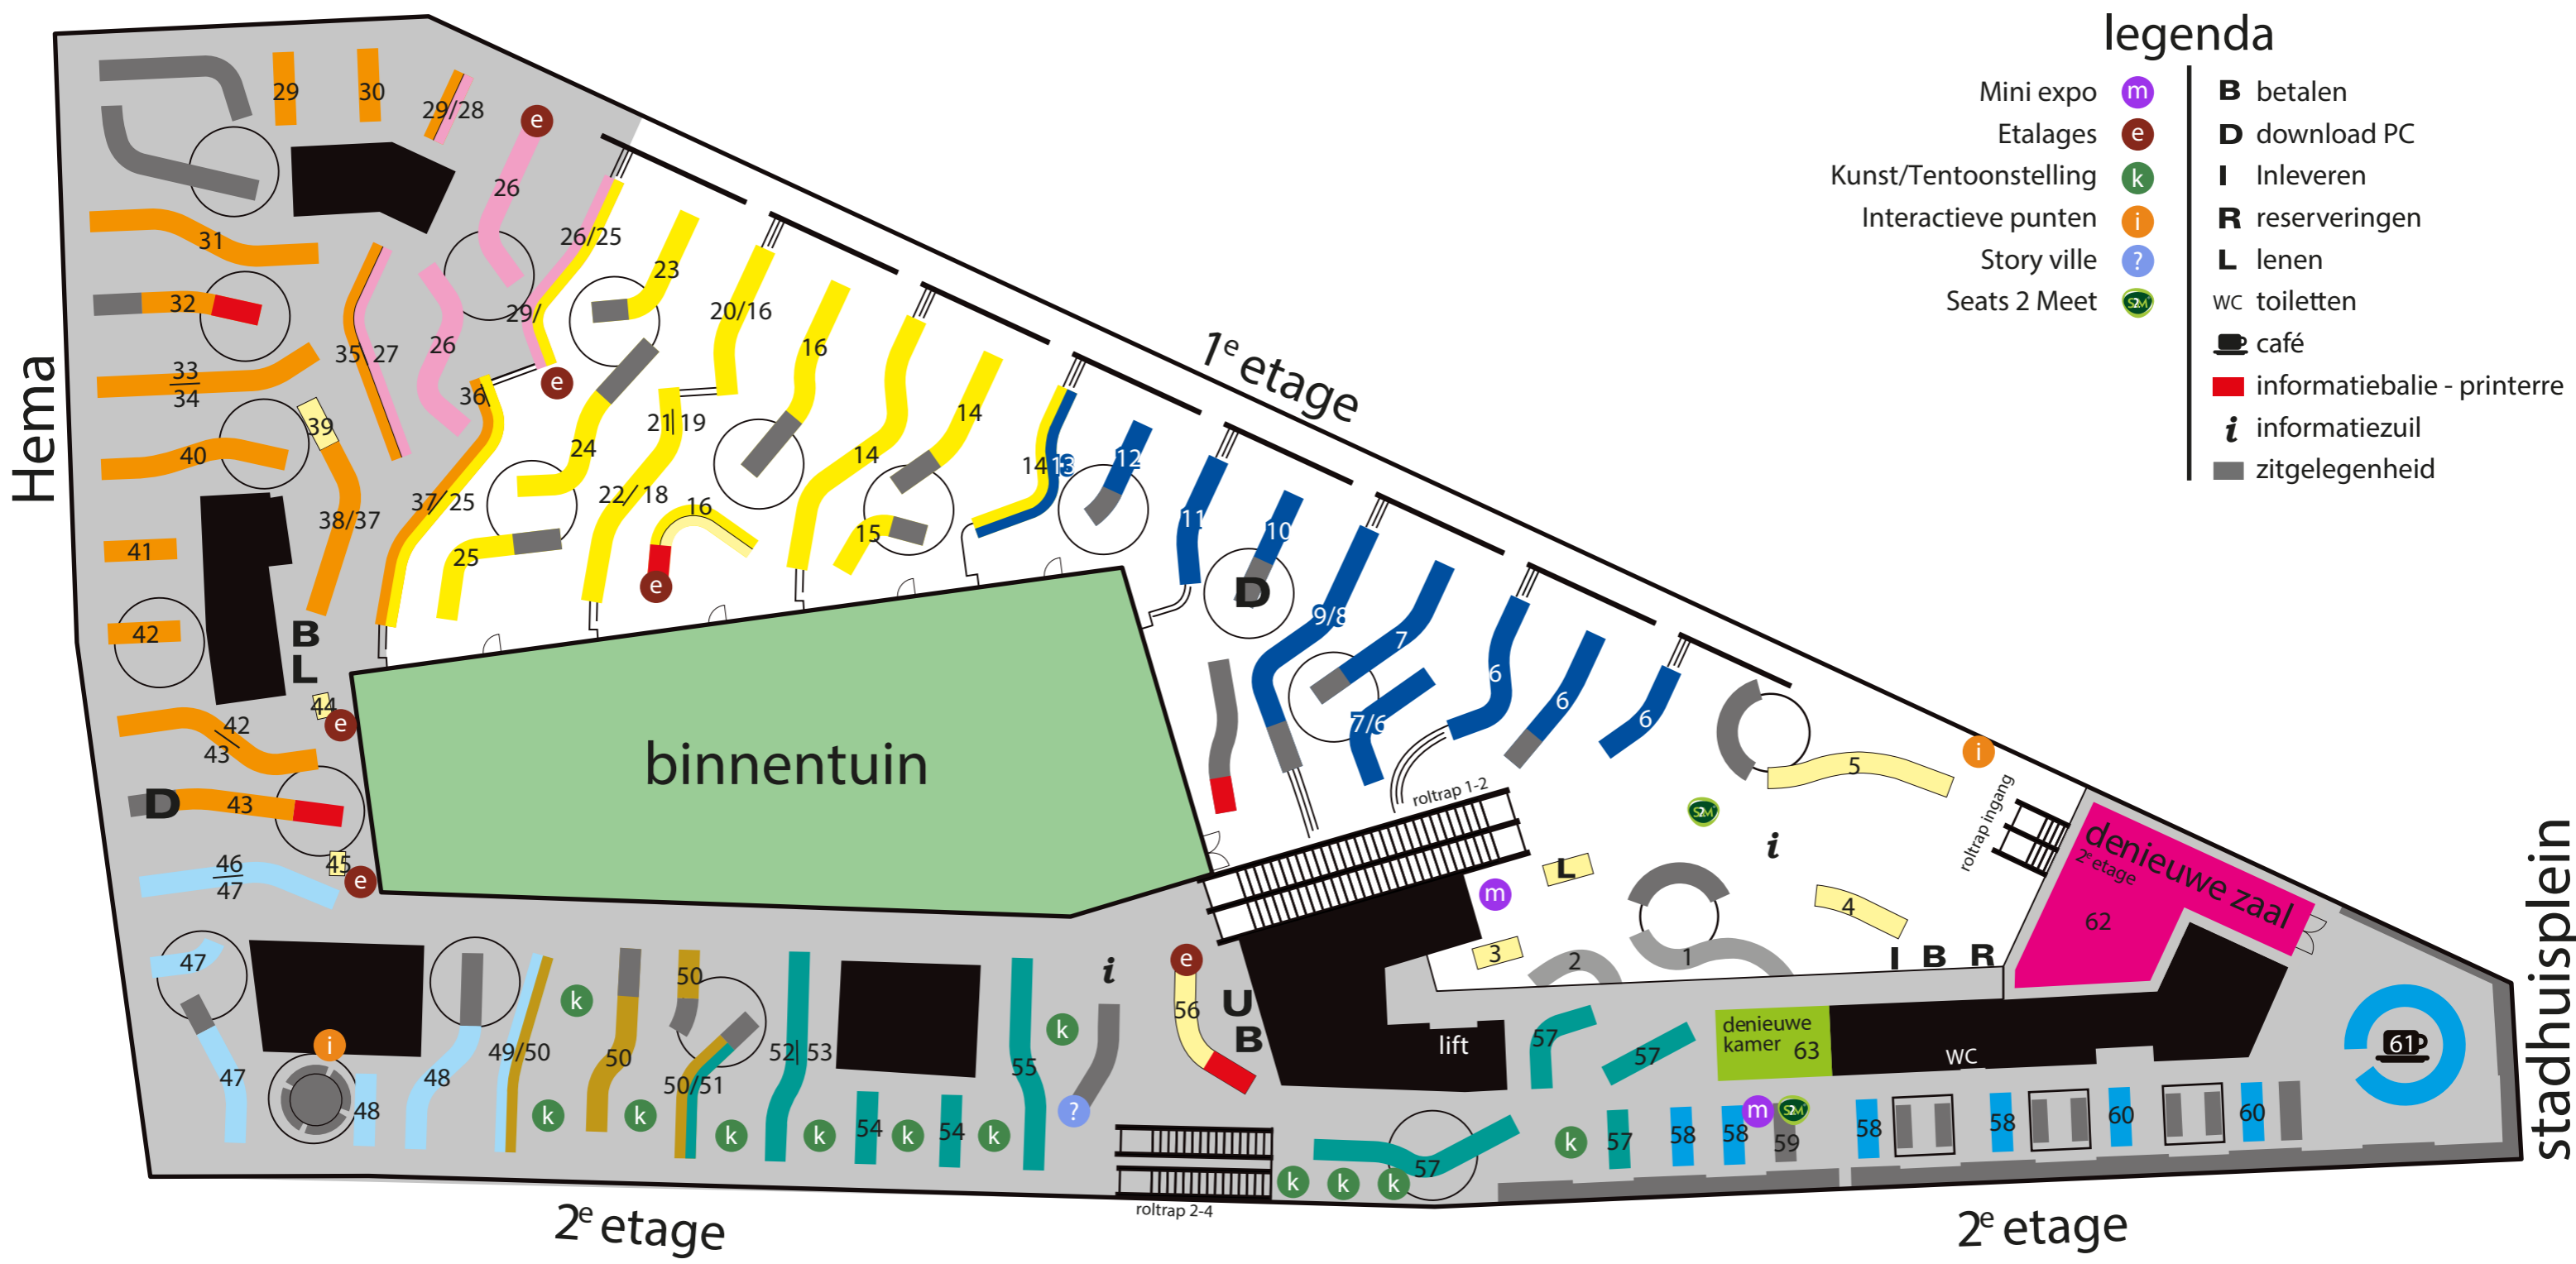 legenda
Mini expo m
Etalages e
Kunst/Tentoonstelling k
Interactieve punten i
Story ville ?
Seats 2 Meet S2M
B betalen
D download PC
I Inleveren
R reserveringen
L lenen
WC toiletten
café
informatiebalie - printerre
i informatiezuil
zitgelegenheid
Hema
1e etage
stadhuisplein
2e etage
2e etage
binnentuin
29
30
29/28
e
26
26/25
29/
31
32
33
34
35 27
26
36
e
23
20/16
16
24
21 19
14
14
14 13
12
39
40
38/37
37/25
22/18
16
15
25
e
41
42
B
L
44
e
42
43
D
43
45
e
46
47
11
10
D
9/8
7
7/6
6
6
6
roltrap 1-2
5
i
S2M
i
roltrap ingang
L
m
3
2
1
4
I B R
denieuwe zaal
2e etage
62
47
47
i
48
48
49/50
k
k
50
k
50
50/51
k
52 53
k
54
k
54
k
55
k
i
?
e
56
U
B
roltrap 2-4
lift
k
k
k
57
57
57
denieuwe
kamer 63
WC
k
57
58
58
m
S2M
59
58
58
60
60
61